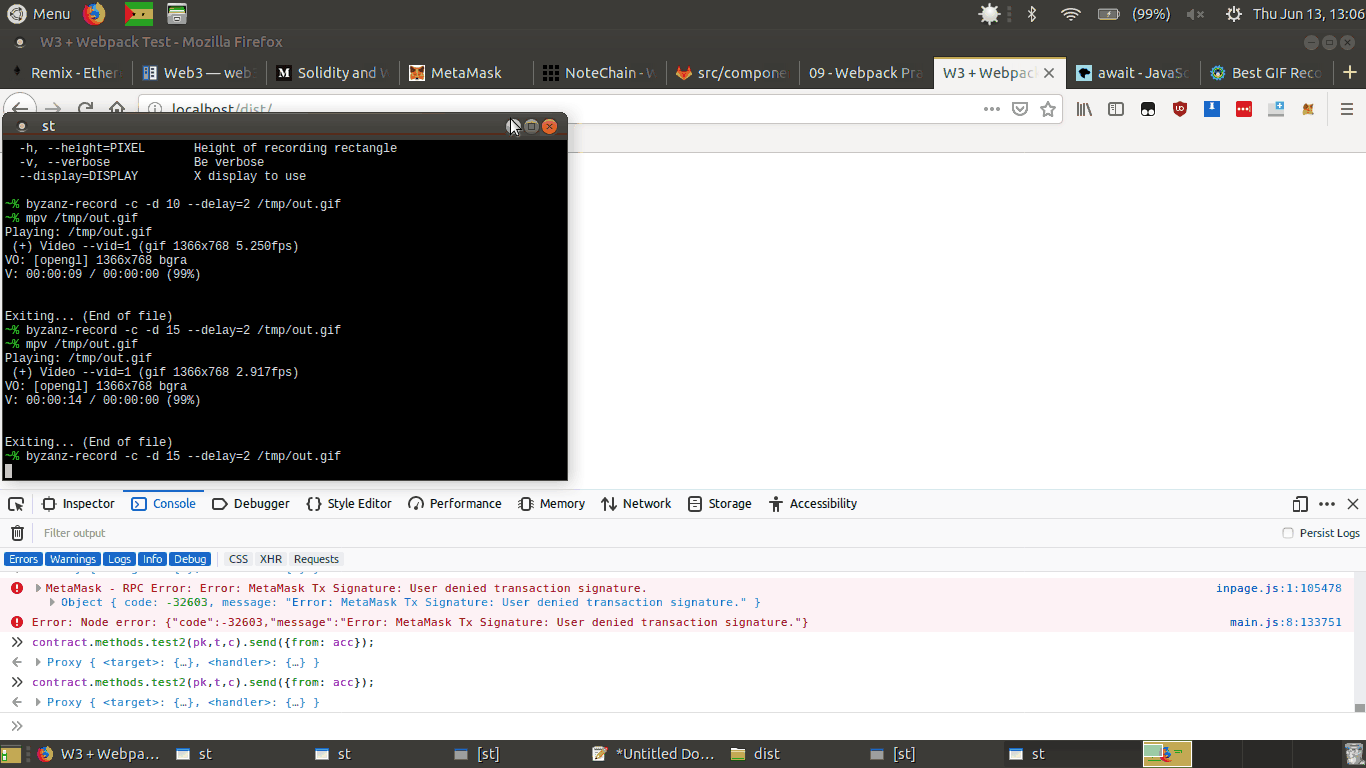 Menu
(99%)
Thu Jun 13, 13:06
W3 + Webpack Test - Mozilla Firefox
Remix - Ether
Web3 — web3
Solidity and W
MetaMask
NoteChain - W
src/compone
09 - Webpack Pra
W3 + Webpack
await - JavaSc
Best GIF Reco
localhost/dist/
st
-h, --height=PIXEL Height of recording rectangle
-v, --verbose Be verbose
--display=DISPLAY X display to use
~% byzanz-record -c -d 10 --delay=2 /tmp/out.gif
~% mpv /tmp/out.gif
Playing: /tmp/out.gif
(+) Video --vid=1 (gif 1366x768 5.250fps)
VO: [opengl] 1366x768 bgra
V: 00:00:09 / 00:00:00 (99%)
Exiting... (End of file)
~% byzanz-record -c -d 15 --delay=2 /tmp/out.gif
~% mpv /tmp/out.gif
Playing: /tmp/out.gif
(+) Video --vid=1 (gif 1366x768 2.917fps)
VO: [opengl] 1366x768 bgra
V: 00:00:14 / 00:00:00 (99%)
Exiting... (End of file)
~% byzanz-record -c -d 15 --delay=2 /tmp/out.gif
Inspector Console Debugger Style Editor Performance Memory Network Storage Accessibility
Filter output
Persist Logs
Errors Warnings Logs Info Debug CSS XHR Requests
MetaMask - RPC Error: Error: MetaMask Tx Signature: User denied transaction signature. inpage.js:1:105478
Object { code: -32603, message: "Error: MetaMask Tx Signature: User denied transaction signature." }
Error: Node error: {"code":-32603,"message":"Error: MetaMask Tx Signature: User denied transaction signature."} main.js:8:133751
contract.methods.test2(pk,t,c).send({from: acc});
Proxy { <target>: {…}, <handler>: {…} }
contract.methods.test2(pk,t,c).send({from: acc});
Proxy { <target>: {…}, <handler>: {…} }
W3 + Webpa...
st
st
[st]
*Untitled Do...
dist
[st]
st